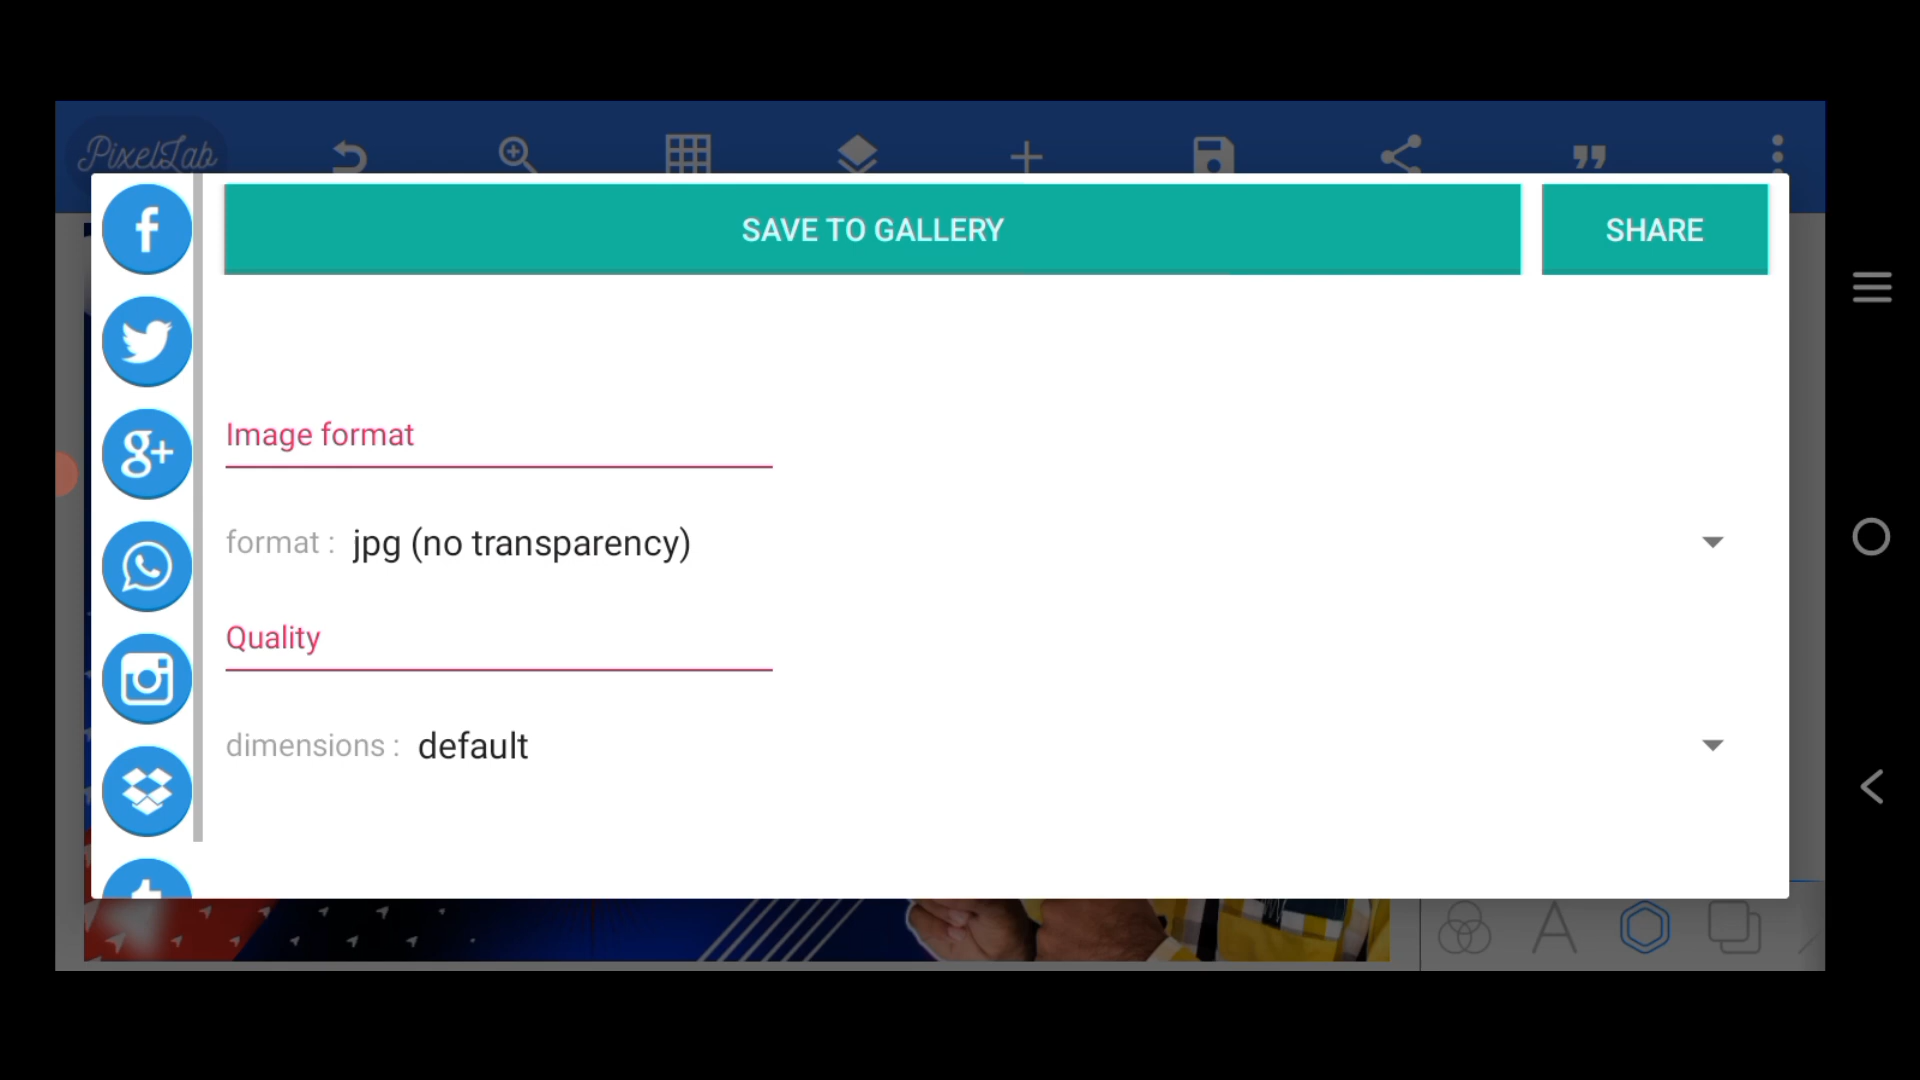 PixelLab
SAVE TO GALLERY
SHARE
Image format
format : jpg (no transparency)
Quality
dimensions : default